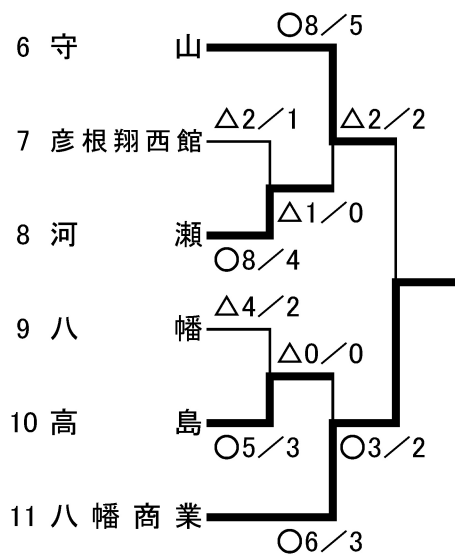 ○8／5
6 守山
△2／1
△2／2
7 彦根翔西館
△1／0
8 河瀬
○8／4
△4／2
9 八幡
△0／0
10 高島
○5／3
○3／2
11 八幡商業
○6／3